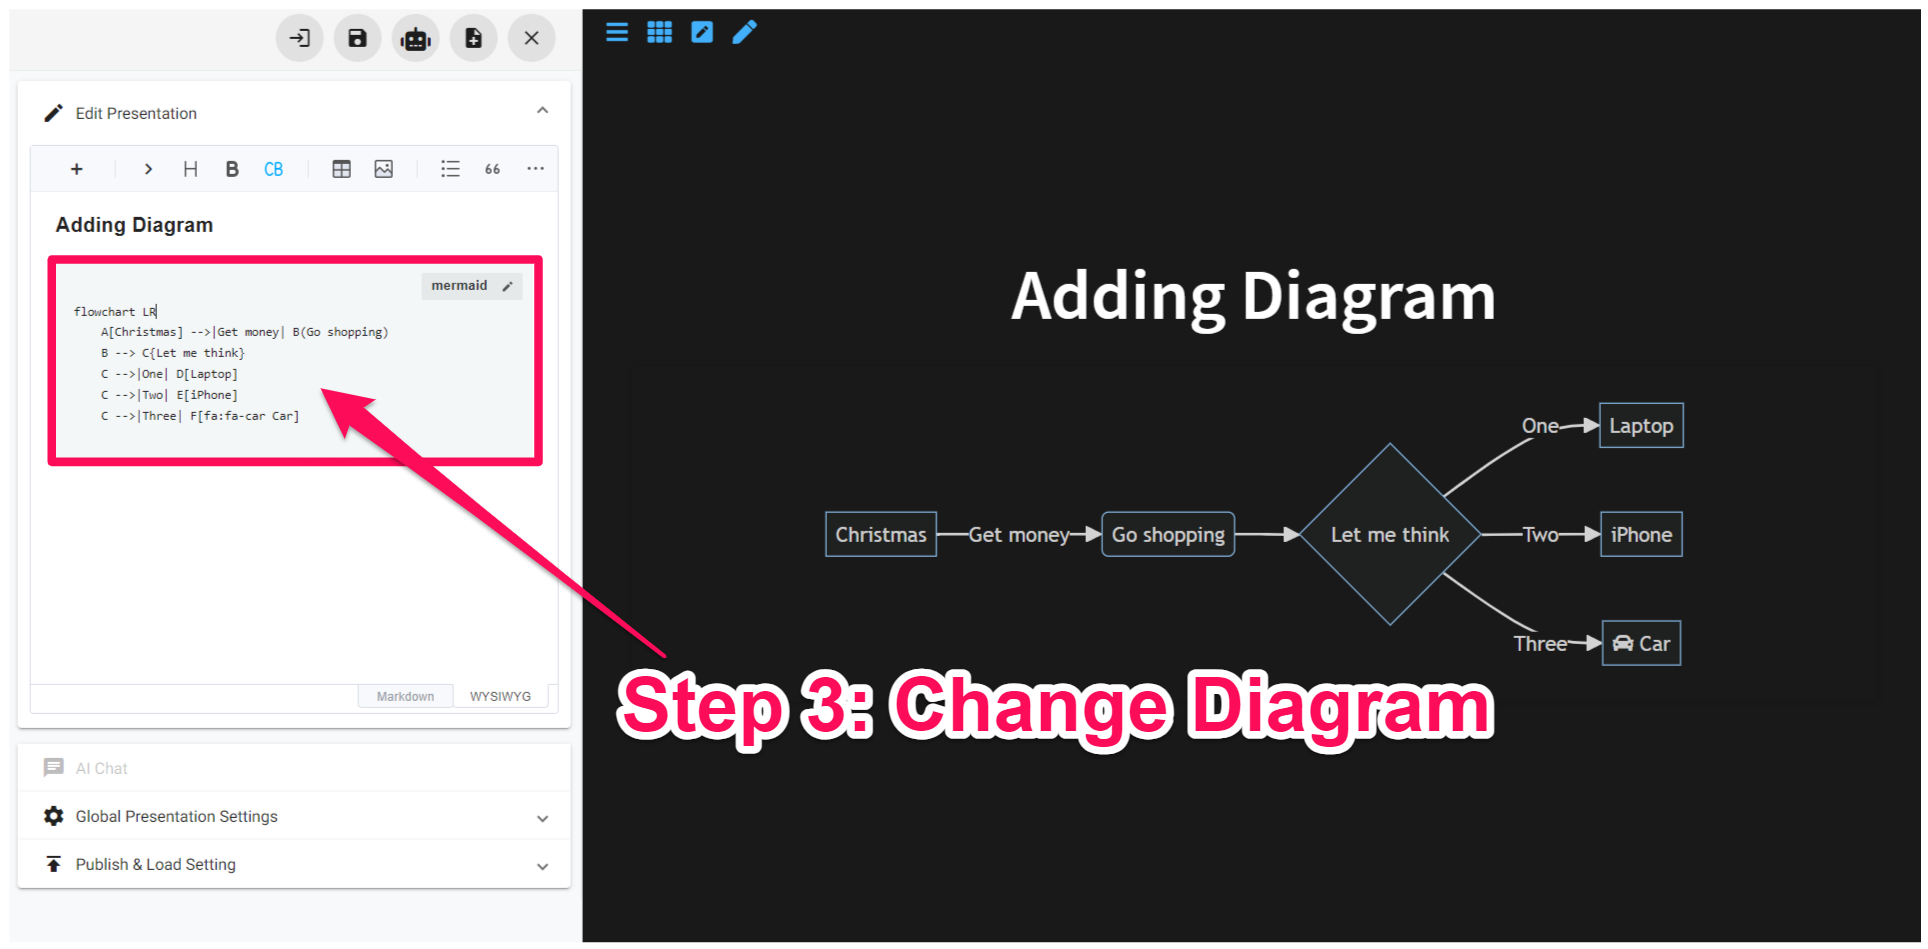 Edit Presentation
H B CB 66
Adding Diagram
mermaid
flowchart LR
A[Christmas] -->|Get money| B(Go shopping)
B --> C{Let me think}
C -->|One| D[Laptop]
C -->|Two| E[iPhone]
C -->|Three| F[fa:fa-car Car]
Markdown WYSIWYG
AI Chat
Global Presentation Settings
Publish & Load Setting
Adding Diagram
One Laptop
Christmas Get money Go shopping Let me think Two iPhone
Three Car
Step 3: Change Diagram